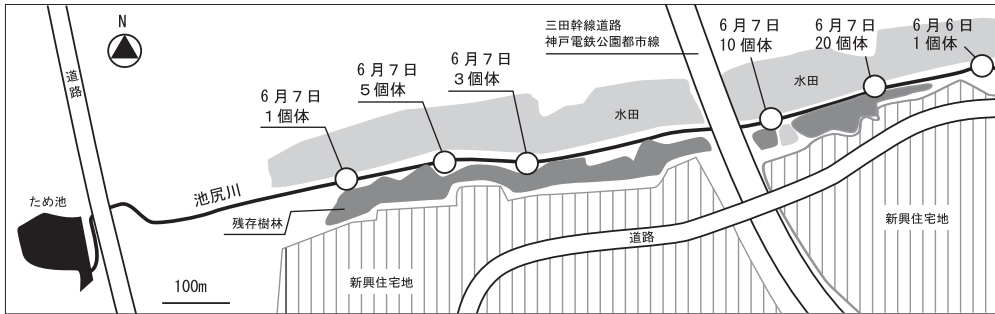 N
道路
ため池
池尻川
残存樹林
100m
6月7日
1個体
6月7日
5個体
6月7日
3個体
水田
三田幹線道路
神戸電鉄公園都市線
6月7日
10個体
6月7日
20個体
6月6日
1個体
水田
道路
新興住宅地
新興住宅地